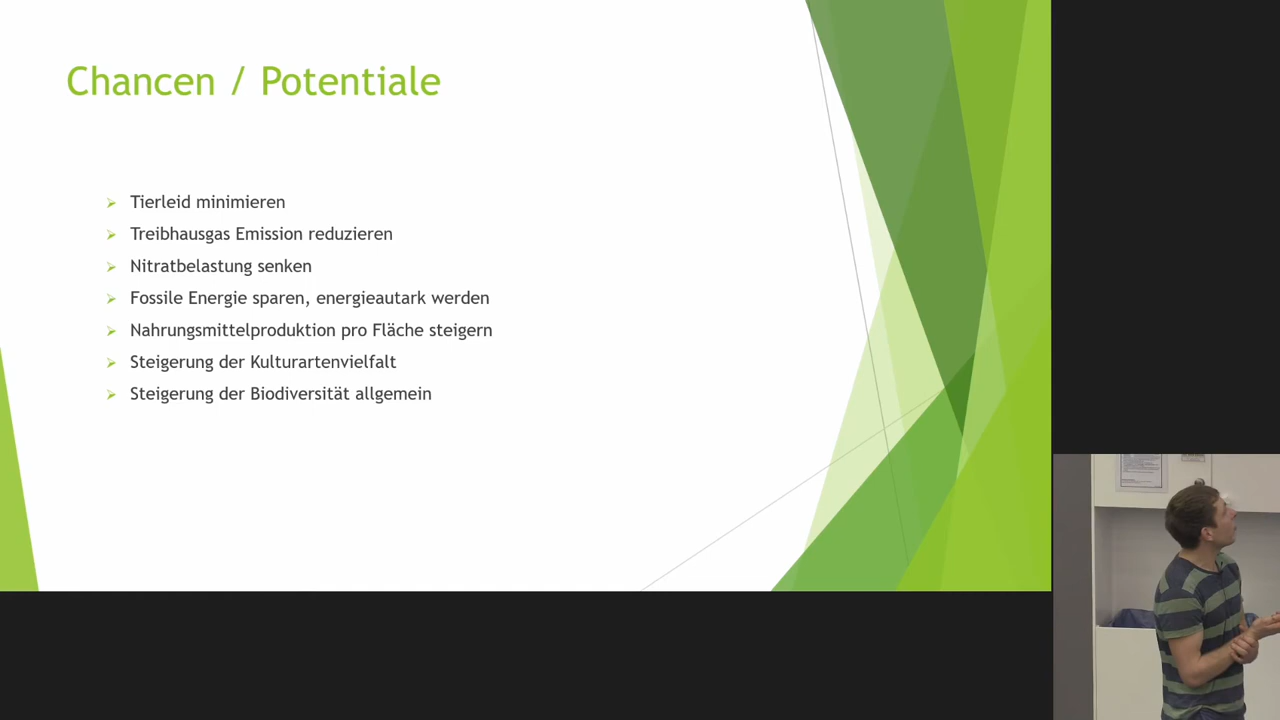 Chancen / Potentiale
Tierleid minimieren
Treibhausgas Emission reduzieren
Nitratbelastung senken
Fossile Energie sparen, energieautark werden
Nahrungsmittelproduktion pro Fläche steigern
Steigerung der Kulturartenvielfalt
Steigerung der Biodiversität allgemein